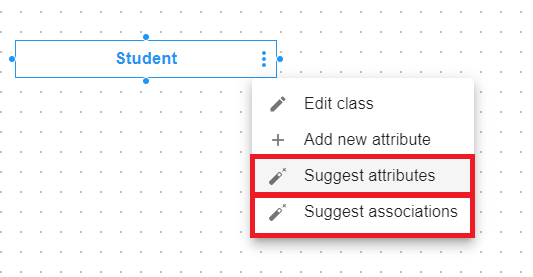 Student
Edit class
Add new attribute
Suggest attributes
Suggest associations